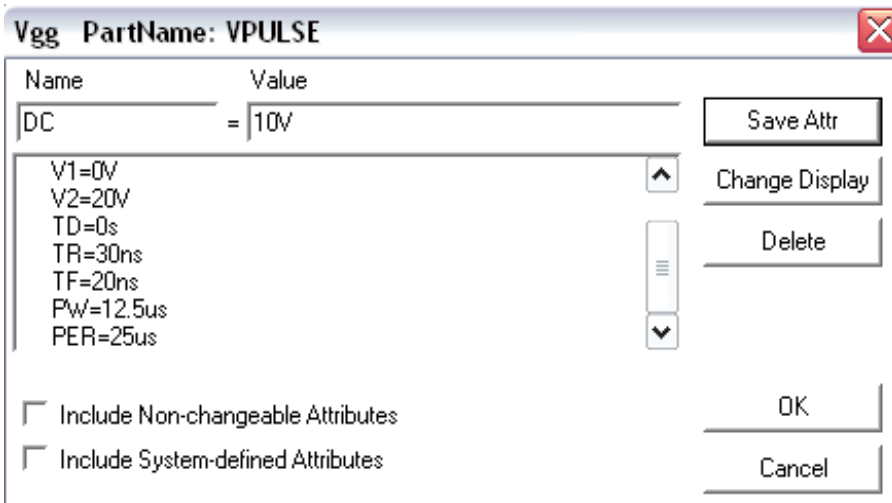 Vgg PartName: VPULSE
Name Value
DC = 10V
Save Attr
V1=0V
V2=20V
TD=0s
TR=30ns
TF=20ns
PW=12.5us
PER=25us
Change Display
Delete
Include Non-changeable Attributes
Include System-defined Attributes
OK
Cancel